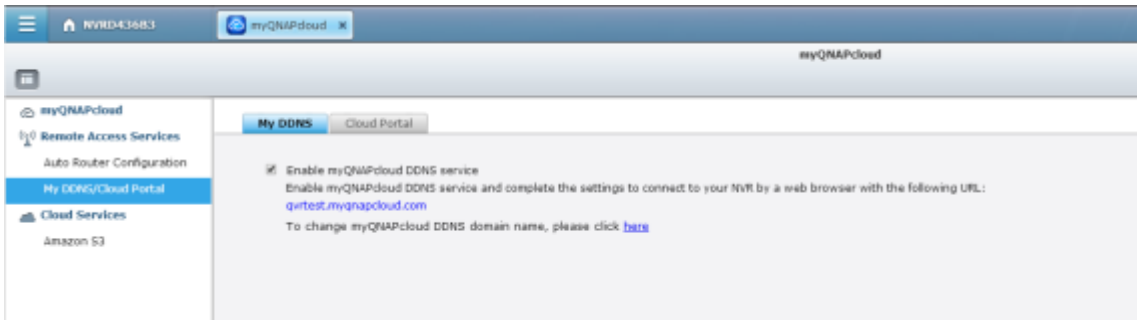 NVRD43683
myQNAPcloud
myQNAPcloud
myQNAPcloud
Remote Access Services
Auto Router Configuration
My DDNS/Cloud Portal
Cloud Services
Amazon S3
My DDNS
Cloud Portal
Enable myQNAPcloud DDNS service
Enable myQNAPcloud DDNS service and complete the settings to connect to your NVR by a web browser with the following URL:
qvrtest.myqnapcloud.com
To change myQNAPcloud DDNS domain name, please click here